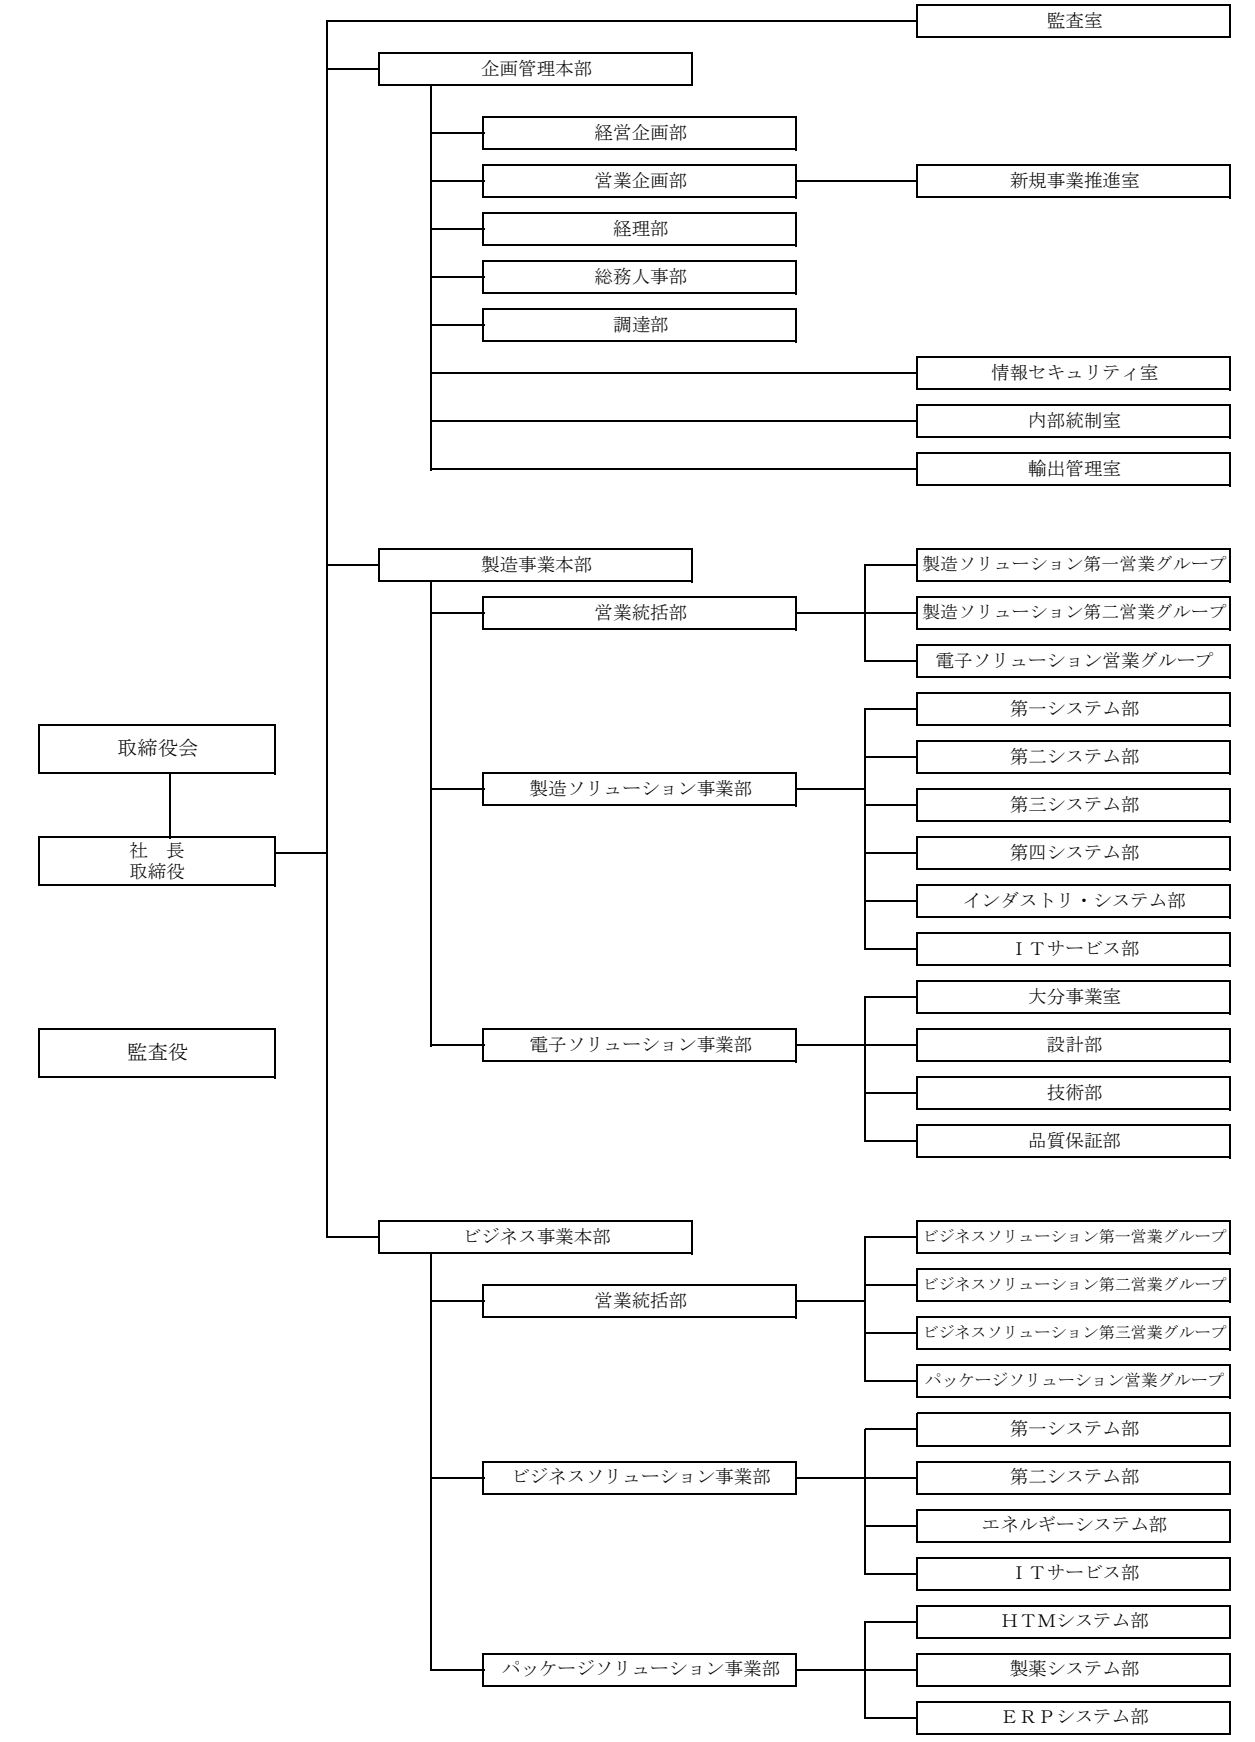 監査室
企画管理本部
経営企画部
営業企画部
新規事業推進室
経理部
総務人事部
調達部
情報セキュリティ室
内部統制室
輸出管理室
製造事業本部
製造ソリューション第一営業グループ
営業統括部
製造ソリューション第二営業グループ
電子ソリューション営業グループ
第一システム部
取締役会
第二システム部
製造ソリューション事業部
第三システム部
社　長
取締役
第四システム部
インダストリ・システム部
ＩＴサービス部
大分事業室
監査役
電子ソリューション事業部
設計部
技術部
品質保証部
ビジネス事業本部
ビジネスソリューション第一営業グループ
ビジネスソリューション第二営業グループ
営業統括部
ビジネスソリューション第三営業グループ
パッケージソリューション営業グループ
第一システム部
ビジネスソリューション事業部
第二システム部
エネルギーシステム部
ＩＴサービス部
ＨＴＭシステム部
パッケージソリューション事業部
製薬システム部
ＥＲＰシステム部